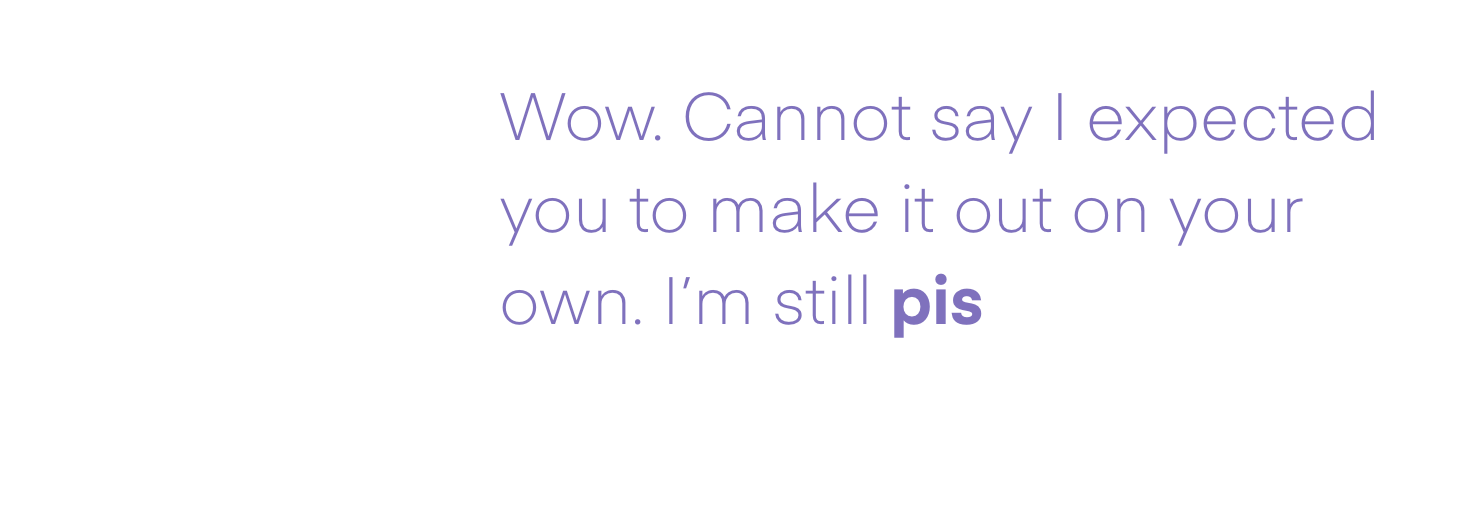 Wow. Cannot say I expected
you to make it out on your
own. I’m still pis